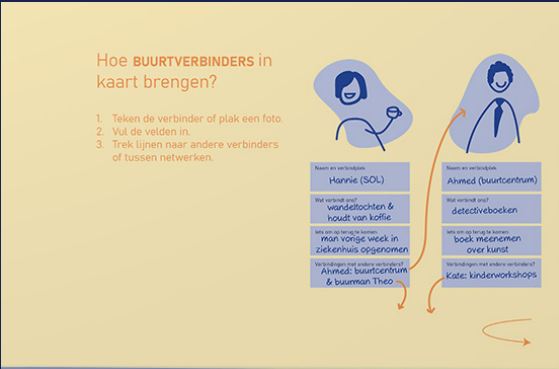 Hoe BUURTVERBINDERS in
kaart brengen?
1. Teken de verbinder of plak een foto.
2. Vul de velden in.
3. Trek lijnen naar andere verbinders
of tussen netwerken.
Naam en verbindplek
Hannie (SOL)
Wat verbindt ons?
wandeltochten &
houdt van koffie
Iets om op terug te komen
man vorige week in
ziekenhuis opgenomen
Verbindingen met andere verbinders?
Ahmed: buurtcentrum
& buurman Theo
Naam en verbindplek
Ahmed (buurtcentrum)
Wat verbindt ons?
detectiveboeken
Iets om op terug te komen
boek meenemen
over kunst
Verbindingen met andere verbinders?
Kate: kinderworkshops